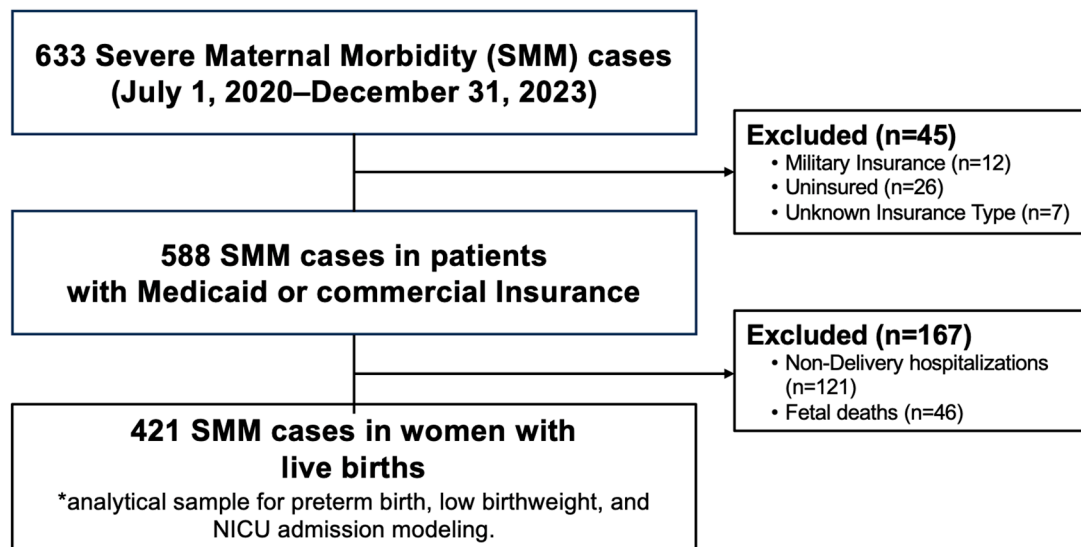 633 Severe Maternal Morbidity (SMM) cases
(July 1, 2020–December 31, 2023)
Excluded (n=45)
• Military Insurance (n=12)
• Uninsured (n=26)
• Unknown Insurance Type (n=7)
588 SMM cases in patients
with Medicaid or commercial Insurance
Excluded (n=167)
• Non-Delivery hospitalizations
(n=121)
• Fetal deaths (n=46)
421 SMM cases in women with
live births
*analytical sample for preterm birth, low birthweight, and
NICU admission modeling.